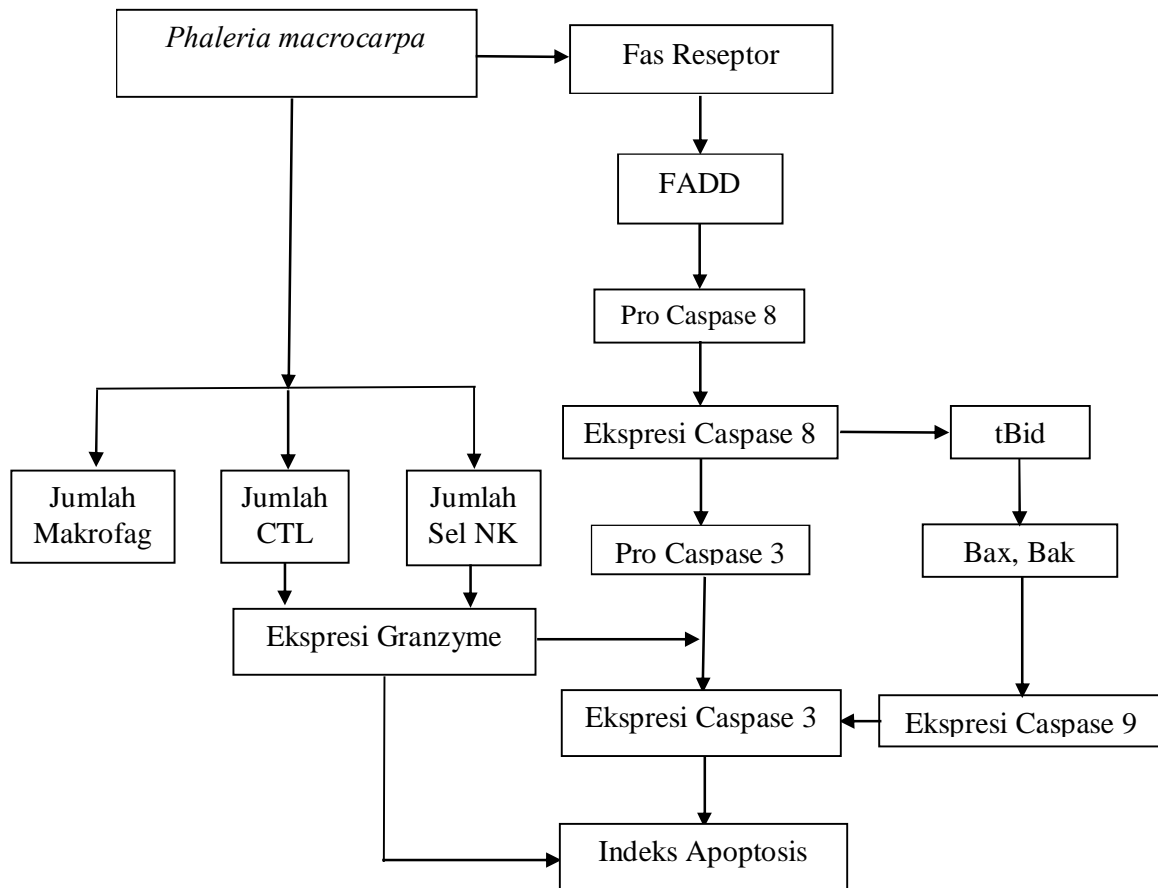 Phaleria macrocarpa
Fas Reseptor
FADD
Pro Caspase 8
Ekspresi Caspase 8
tBid
Jumlah
Makrofag
Jumlah
CTL
Jumlah
Sel NK
Pro Caspase 3
Bax, Bak
Ekspresi Granzyme
Ekspresi Caspase 3
Ekspresi Caspase 9
Indeks Apoptosis